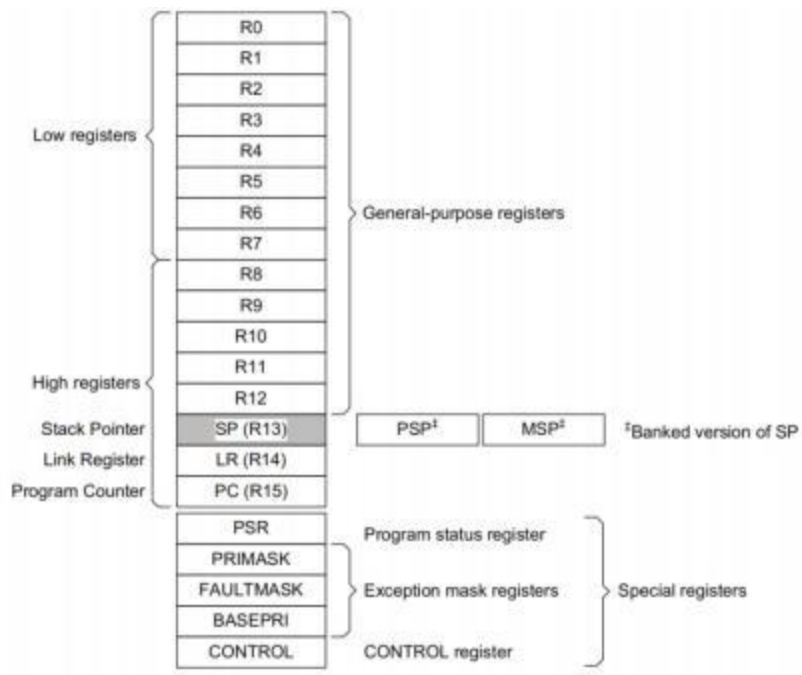 R0
R1
R2
R3
Low registers
R4
R5
R6
General-purpose registers
R7
R8
R9
R10
R11
High registers
R12
Stack Pointer SP (R13) PSP‡ MSP‡ ‡Banked version of SP
Link Register LR (R14)
Program Counter PC (R15)
PSR Program status register
PRIMASK
FAULTMASK Exception mask registers Special registers
BASEPRI
CONTROL CONTROL register